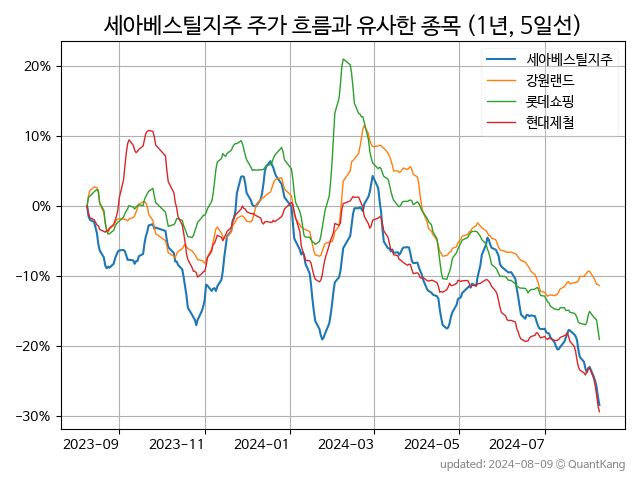 세아베스틸지주 주가 흐름과 유사한 종목 (1년, 5일선)
세아베스틸지주
강원랜드
롯데쇼핑
현대제철
20%
10%
0%
−10%
−20%
−30%
2023-09 2023-11 2024-01 2024-03 2024-05 2024-07
updated: 2024-08-09 © QuantKang